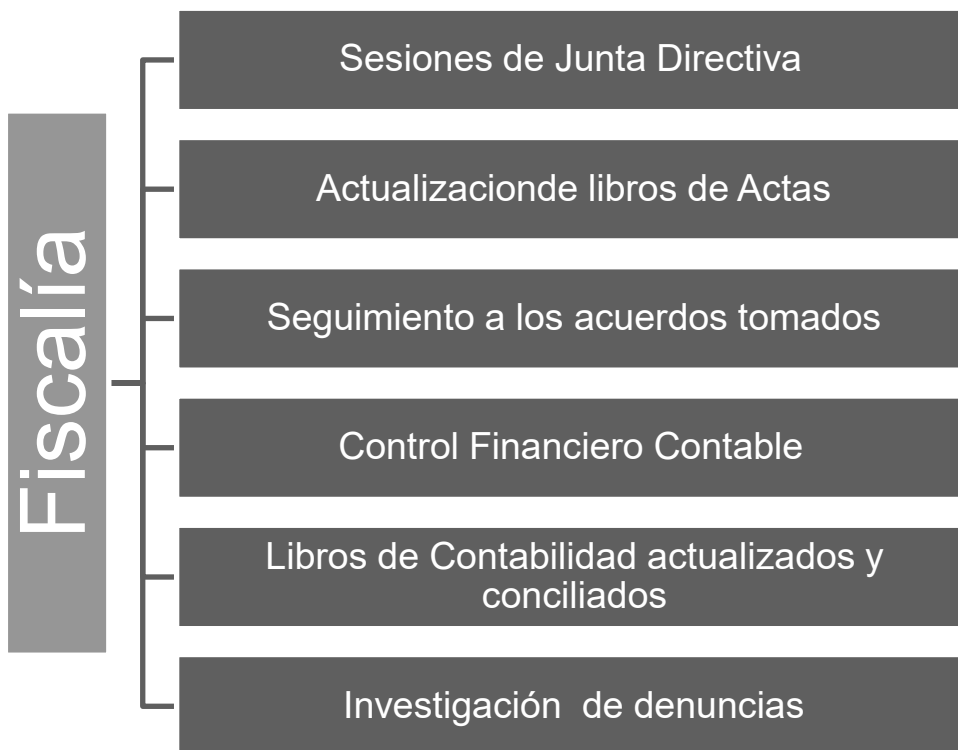 Fiscalía
Sesiones de Junta Directiva
Actualizacionde libros de Actas
Seguimiento a los acuerdos tomados
Control Financiero Contable
Libros de Contabilidad actualizados y
conciliados
Investigación  de denuncias